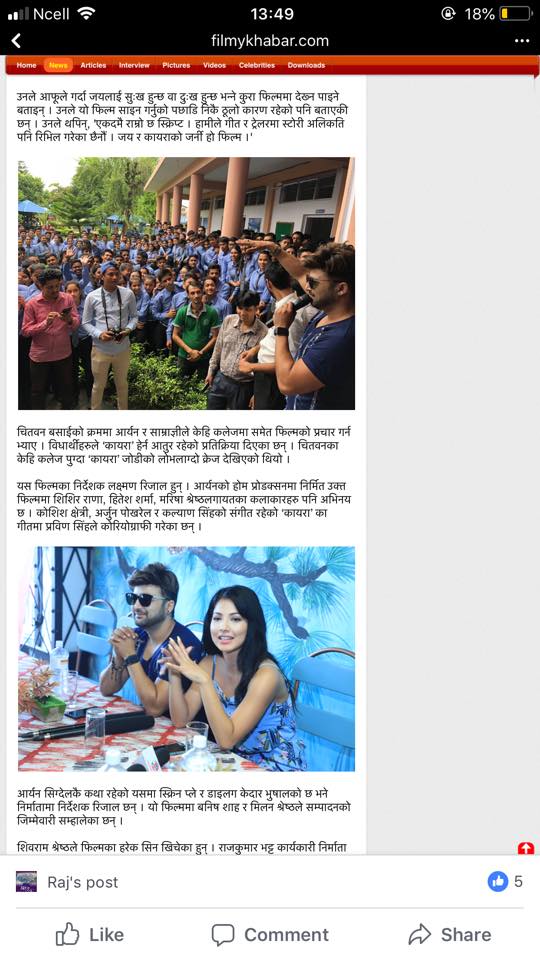 Ncell 13:49 18%
filmykhabar.com
Home News Articles Interview Pictures Videos Celebrities Downloads
उनले आफूले गर्दा जयलाई सुःख हुन्छ वा दुःख हुन्छ भन्ने कुरा फिल्ममा देख्न पाइने
बताइन् । उनले यो फिल्म साइन गर्नुको पछाडि निकै ठूलो कारण रहेको पनि बताएकी
छन् । उनले थपिन्, 'एकदमै राम्रो छ स्क्रिप्ट । हामीले गीत र ट्रेलरमा स्टोरी अलिकति
पनि रिभिल गरेका छैनौं । जय र कायराको जर्नी हो फिल्म ।'
चितवन बसाईको क्रममा आर्यन र साम्राज्ञीले केहि कलेजमा समेत फिल्मको प्रचार गर्न
भ्याए । विधार्थीहरुले 'कायरा' हेर्न आतुर रहेको प्रतिक्रिया दिएका छन् । चितवनका
केहि कलेज पुग्दा 'कायरा' जोडीको लोभलाग्दो क्रेज देखिएको थियो ।
यस फिल्मका निर्देशक लक्ष्मण रिजाल हुन् । आर्यनको होम प्रोडक्सनमा निर्मित उक्त
फिल्ममा शिशिर राणा, हितेश शर्मा, मरिषा श्रेष्ठलगायतका कलाकारहरु पनि अभिनय
छ । कोशिश क्षेत्री, अर्जुन पोखरेल र कल्याण सिंहको संगीत रहेको 'कायरा' का
गीतमा प्रविण सिंहले कोरियोग्राफी गरेका छन् ।
आर्यन सिग्देलकै कथा रहेको यसमा स्क्रिन प्ले र डाइलग केदार भुषालको छ भने
निर्मातामा निर्देशक रिजाल छन् । यो फिल्ममा बनिष शाह र मिलन श्रेष्ठले सम्पादनको
जिम्मेवारी सम्हालेका छन् ।
शिवराम श्रेष्ठले फिल्मका हरेक सिन खिचेका हुन् । राजकुमार भट्ट कार्यकारी निर्माता
Raj's post 5
Like Comment Share